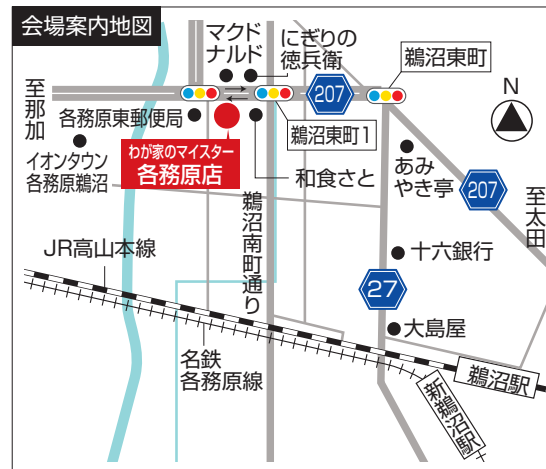 会場案内地図
マクド
ナルド
にぎりの
徳兵衛
鵜沼東町
至那加
207
N
各務原東郵便局
鵜沼東町1
わが家のマイスター
各務原店
イオンタウン
各務原鵜沼
和食さと
あみ
やき亭
207
至太田
鵜沼南町通り
JR高山本線
十六銀行
27
大島屋
名鉄
各務原線
鵜沼駅
新鵜沼駅